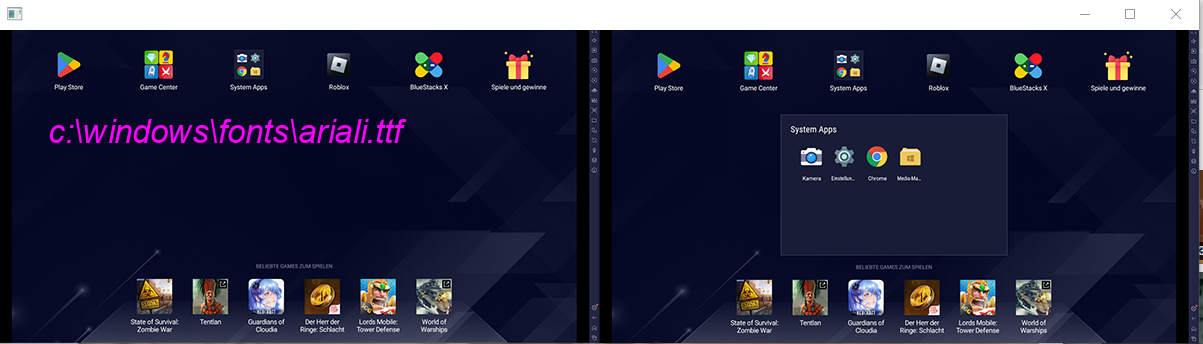 Play Store
Game Center
System Apps
Roblox
BlueStacks X
Spiele und gewinne
c:\windows\fonts\ariali.ttf
BELIEBTE GAMES ZUM SPIELEN
State of Survival:
Zombie War
Tentlan
Guardians of
Cloudia
Der Herr der
Ringe: Schlacht
Lords Mobile:
Tower Defense
World of
Warships
Play Store
Game Center
System Apps
Roblox
BlueStacks X
Spiele und gewinne
System Apps
Kamera
Einstellun...
Chrome
Media-Ma...
BELIEBTE GAMES ZUM SPIELEN
State of Survival:
Zombie War
Tentlan
Guardians of
Cloudia
Der Herr der
Ringe: Schlacht
Lords Mobile:
Tower Defense
World of
Warships